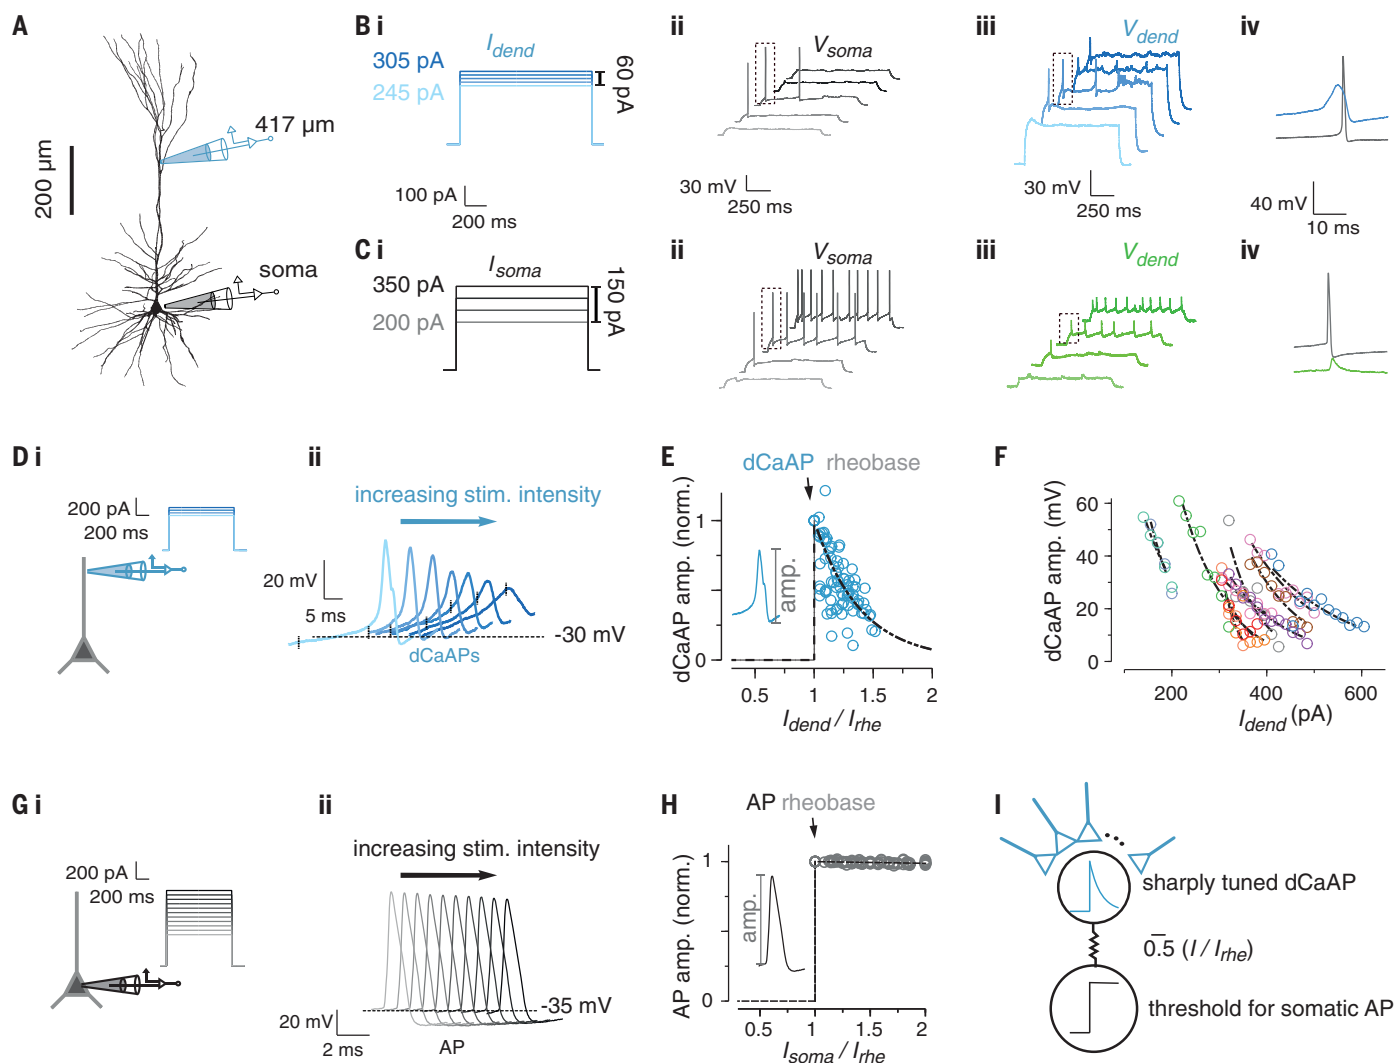 A
200 µm
417 µm
soma
B i
I_dend
305 pA
245 pA
60 pA
100 pA
200 ms
ii
V_soma
30 mV
250 ms
iii
V_dend
30 mV
250 ms
iv
40 mV
10 ms
C i
I_soma
350 pA
200 pA
150 pA
ii
V_soma
iii
V_dend
iv
D i
200 pA
200 ms
ii
increasing stim. intensity
20 mV
5 ms
-30 mV
dCaAPs
E
dCaAP rheobase
dCaAP amp. (norm.)
1
0
amp.
0.5
1
1.5
2
I_dend / I_rhe
F
dCaAP amp. (mV)
60
40
20
0
200
400
600
I_dend (pA)
G i
200 pA
200 ms
ii
increasing stim. intensity
-35 mV
20 mV
2 ms
AP
H
AP rheobase
AP amp. (norm.)
1
0
amp.
0.5
1
1.5
2
I_soma / I_rhe
I
sharply tuned dCaAP
0.5 (I / I_rhe)
threshold for somatic AP